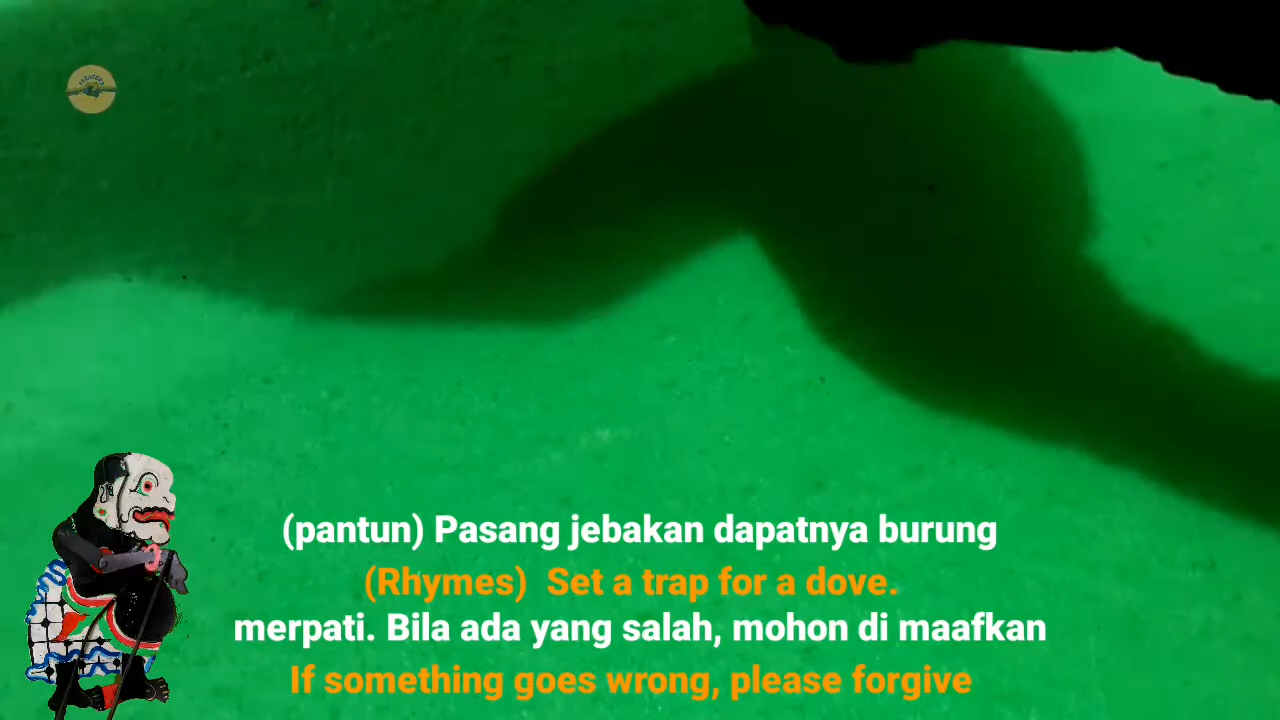 (pantun) Pasang jebakan dapatnya burung
(Rhymes) Set a trap for a dove.
merpati. Bila ada yang salah, mohon di maafkan
If something goes wrong, please forgive